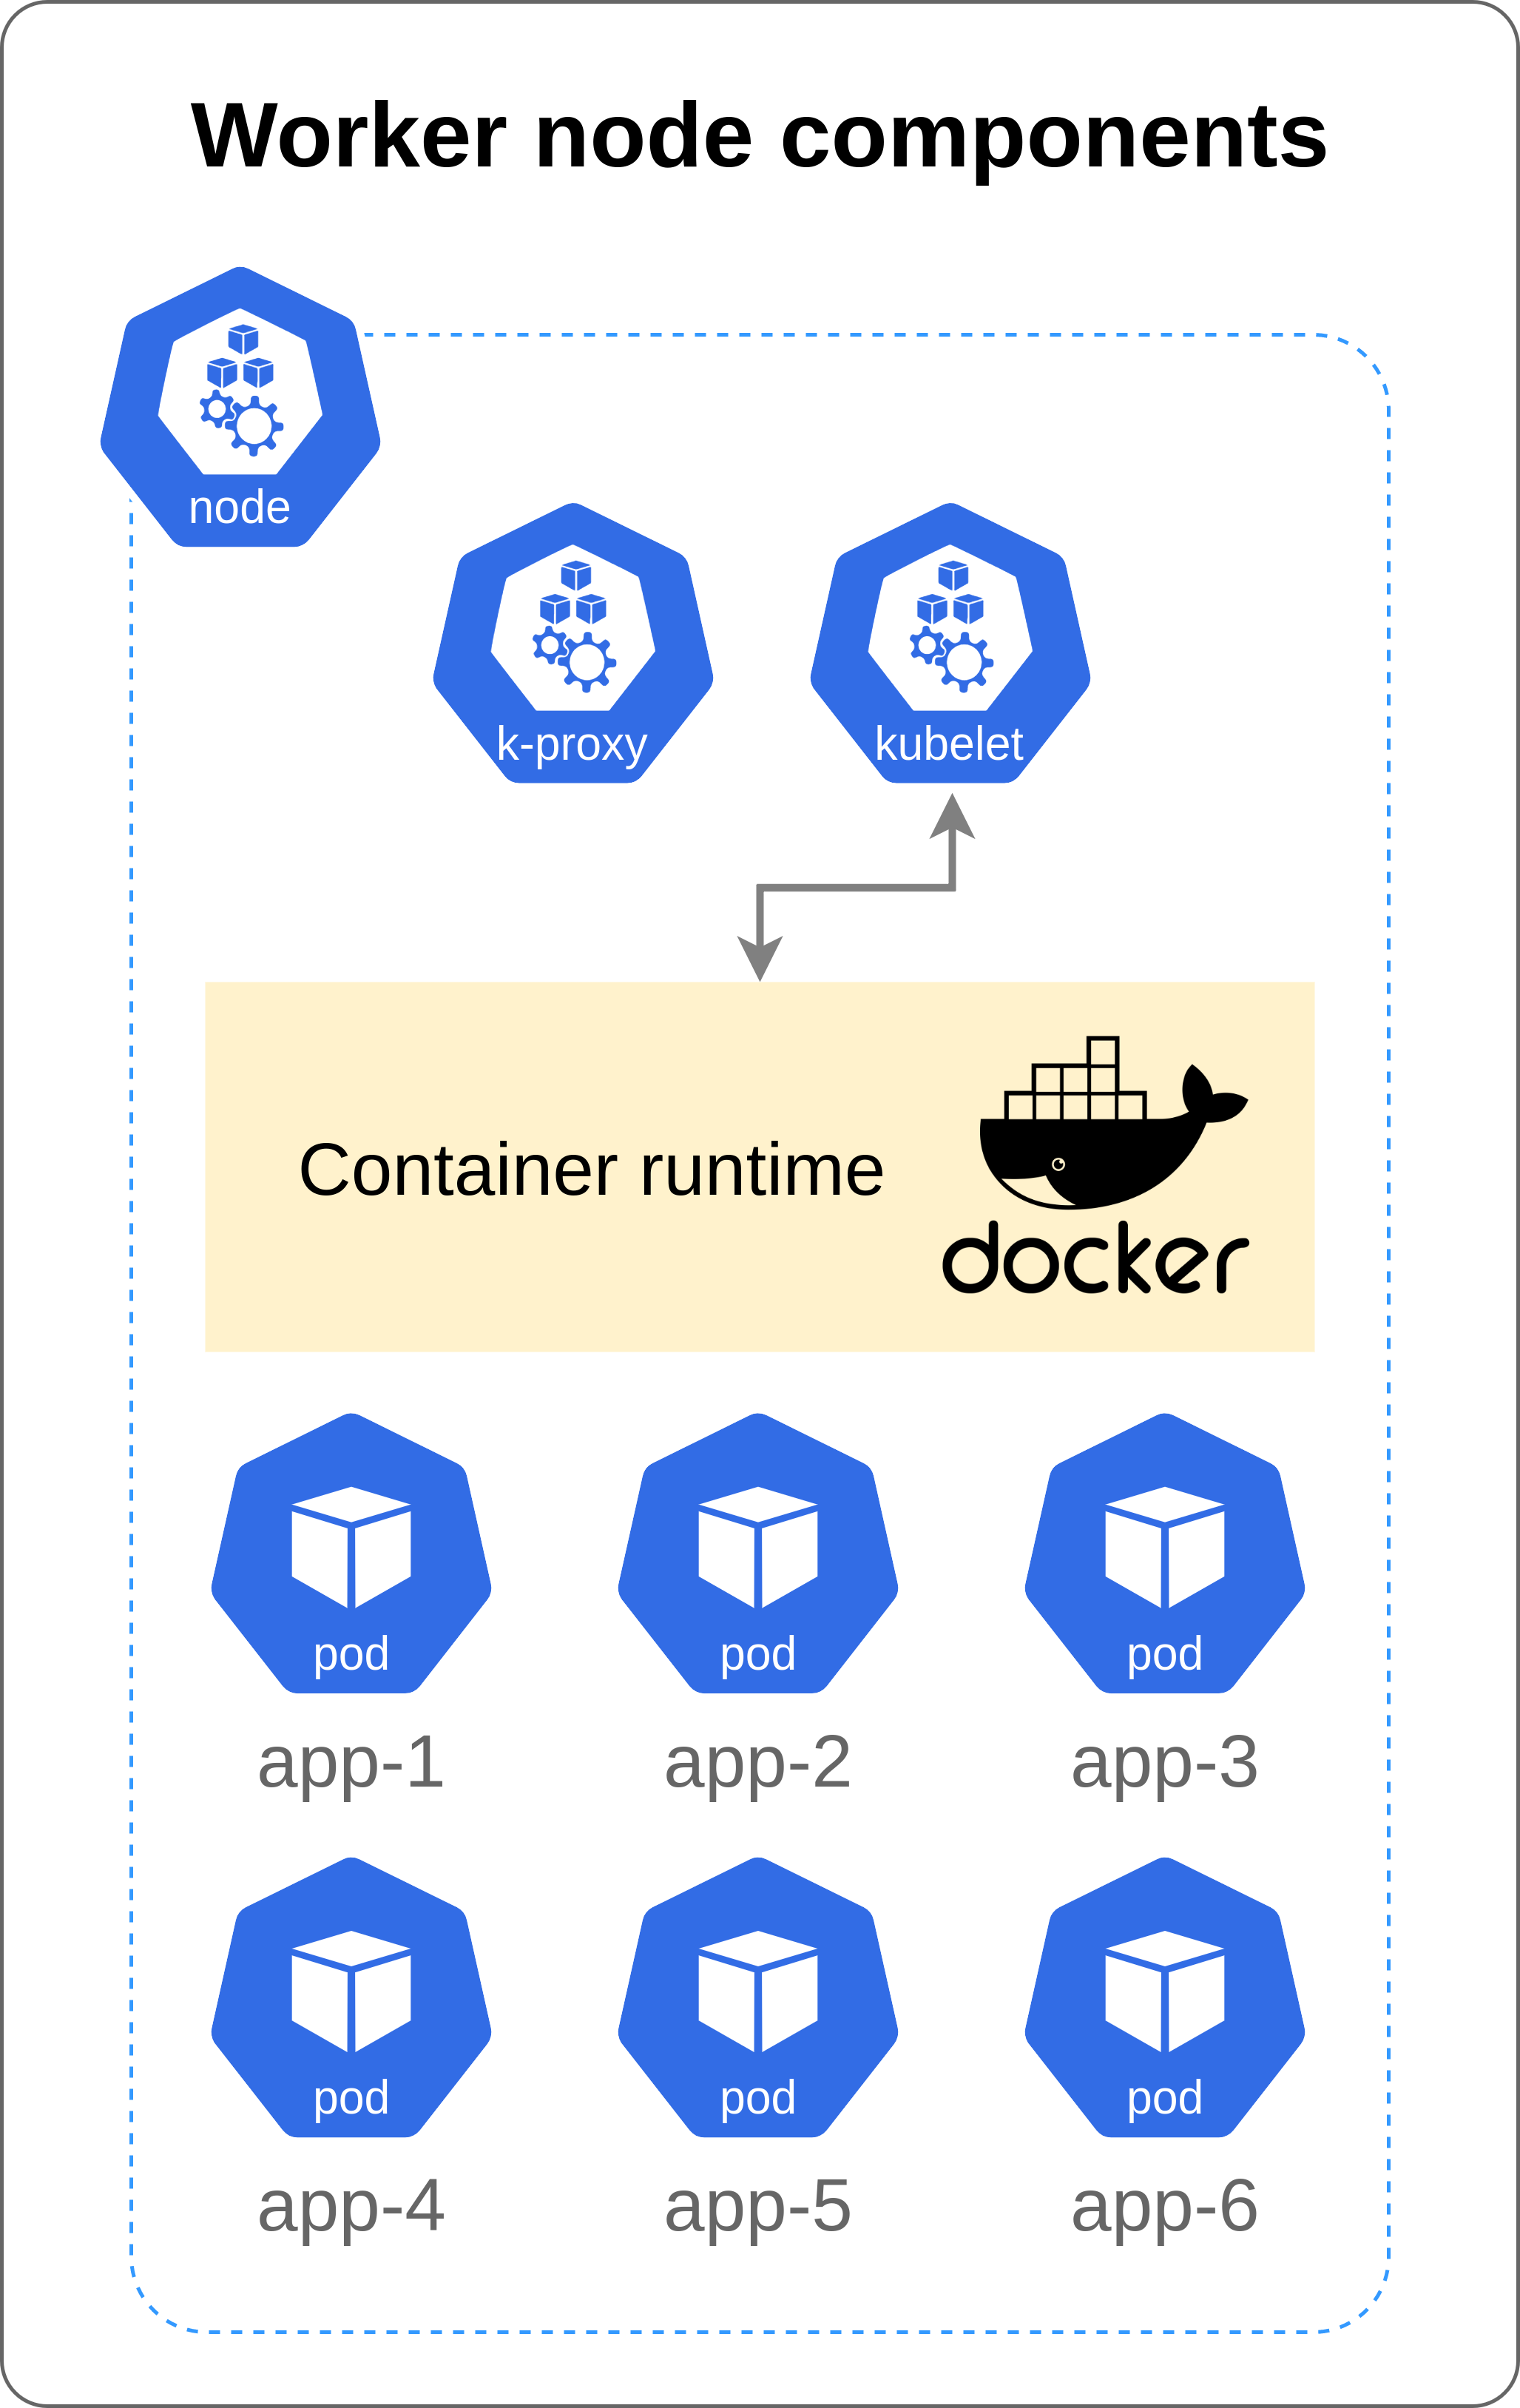 Worker node components
node
k-proxy kubelet
Container runtime
docker
pod pod pod
app-1 app-2 app-3
pod pod pod
app-4 app-5 app-6